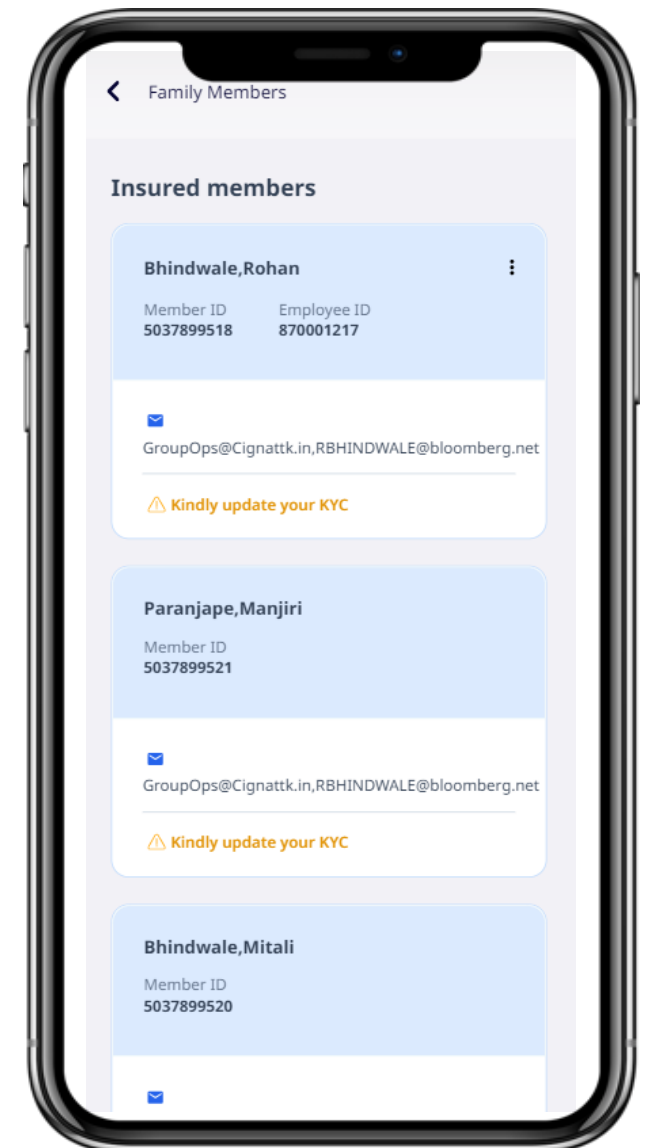 Family Members
Insured members
Bhindwale,Rohan
Member ID Employee ID
5037899518 870001217
GroupOps@Cignattk.in,RBHINDWALE@bloomberg.net
Kindly update your KYC
Paranjape,Manjiri
Member ID
5037899521
GroupOps@Cignattk.in,RBHINDWALE@bloomberg.net
Kindly update your KYC
Bhindwale,Mitali
Member ID
5037899520